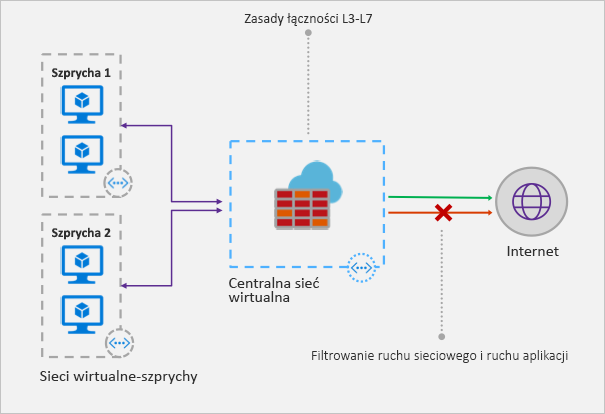 Zasady łączności L3-L7
Szprycha 1
Szprycha 2
Centralna sieć
wirtualna
Internet
Filtrowanie ruchu sieciowego i ruchu aplikacji
Sieci wirtualne-szprychy